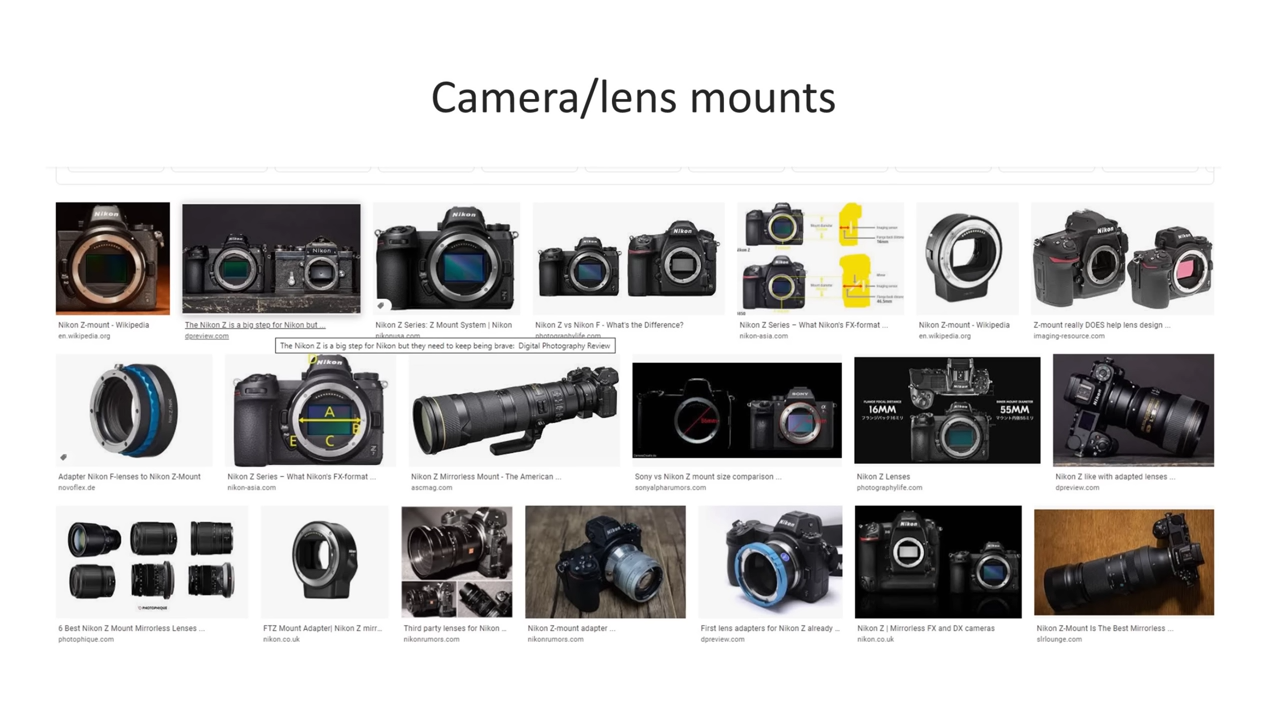 Camera/lens mounts
Nikon Z-mount - Wikipedia
en.wikipedia.org
The Nikon Z is a big step for Nikon but ...
dpreview.com
Nikon Z Series: Z Mount System | Nikon
nikonusa.com
Nikon Z vs Nikon F - What's the Difference?
photographylife.com
Nikon Z Series – What Nikon's FX-format ...
nikon-asia.com
Nikon Z-mount - Wikipedia
en.wikipedia.org
Z-mount really DOES help lens design ...
imaging-resource.com
The Nikon Z is a big step for Nikon but they need to keep being brave: Digital Photography Review
D
A
B
E
C
SONY
16MM
55MM
Adapter Nikon F-lenses to Nikon Z-Mount
novoflex.de
Nikon Z Series – What Nikon's FX-format ...
nikon-asia.com
Nikon Z Mirrorless Mount - The American ...
ascmag.com
Sony vs Nikon Z mount size comparison ...
sonyalpharumors.com
Nikon Z Lenses
photographylife.com
Nikon Z like with adapted lenses ...
dpreview.com
PHOTOPHIQUE
6 Best Nikon Z Mount Mirrorless Lenses ...
photophique.com
FTZ Mount Adapter| Nikon Z mirr...
nikon.co.uk
Third party lenses for Nikon ...
nikonrumors.com
Nikon Z-mount adapter ...
nikonrumors.com
First lens adapters for Nikon Z already ...
dpreview.com
Nikon Z | Mirrorless FX and DX cameras
nikon.co.uk
Nikon Z-Mount Is The Best Mirrorless ...
slrlounge.com